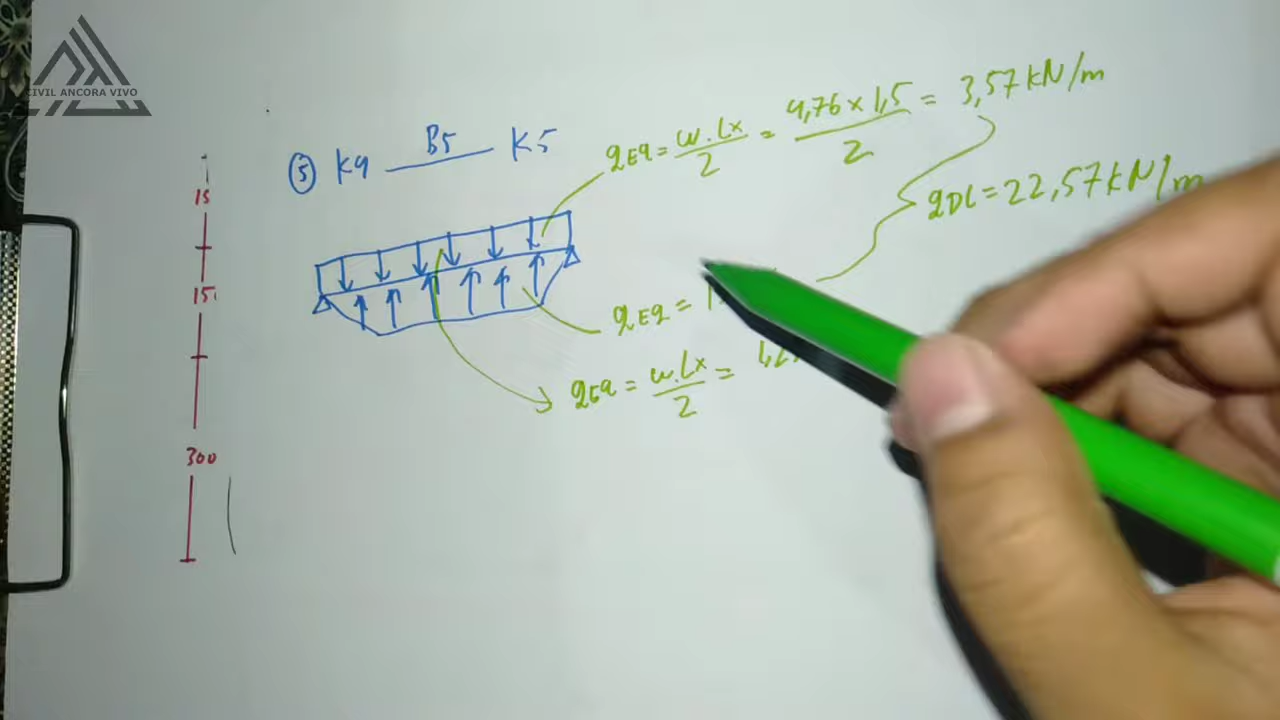 CIVIL ANCORA VIVO
15
150
300
5 K4 B5 K5
qEq = w.Lx/2 = 4,76 x 1,5/2 = 3,57 kN/m
qDL = 22,57 kN/m
qEq =
qEq = w.Lx/2 =